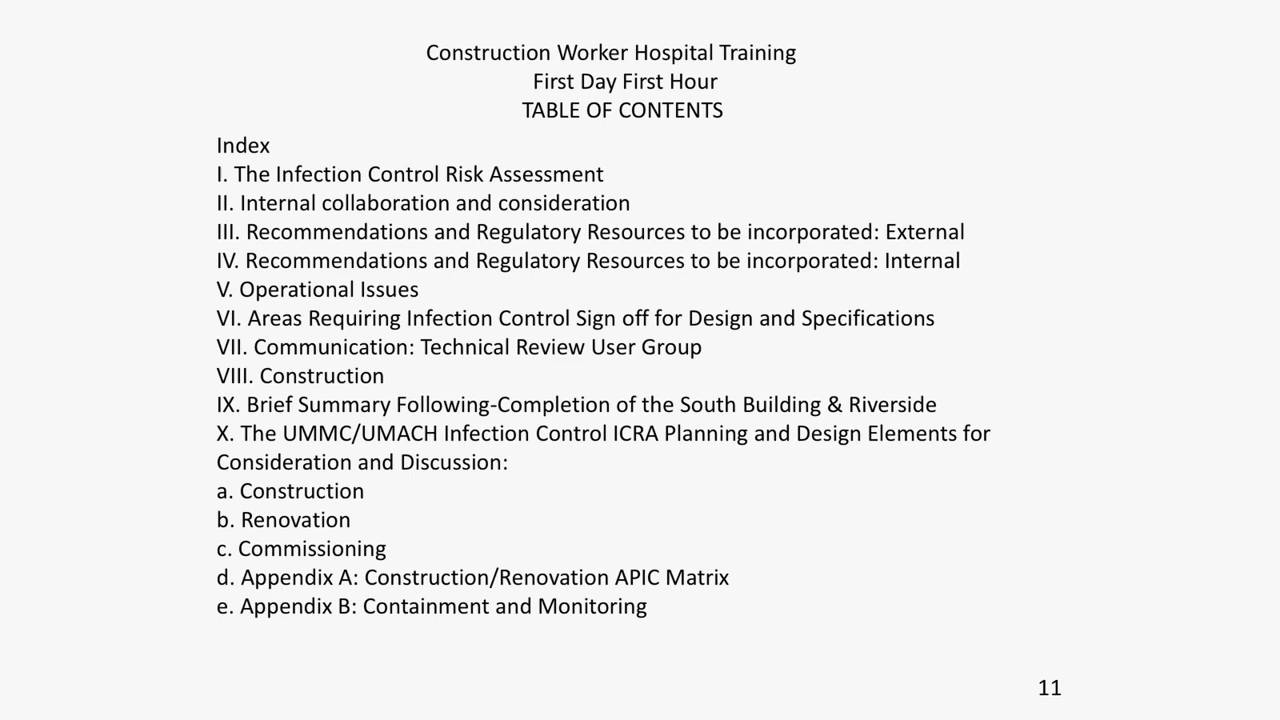 Construction Worker Hospital Training
First Day First Hour
TABLE OF CONTENTS
Index
I. The Infection Control Risk Assessment
II. Internal collaboration and consideration
III. Recommendations and Regulatory Resources to be incorporated: External
IV. Recommendations and Regulatory Resources to be incorporated: Internal
V. Operational Issues
VI. Areas Requiring Infection Control Sign off for Design and Specifications
VII. Communication: Technical Review User Group
VIII. Construction
IX. Brief Summary Following-Completion of the South Building & Riverside
X. The UMMC/UMACH Infection Control ICRA Planning and Design Elements for
Consideration and Discussion:
a. Construction
b. Renovation
c. Commissioning
d. Appendix A: Construction/Renovation APIC Matrix
e. Appendix B: Containment and Monitoring
11